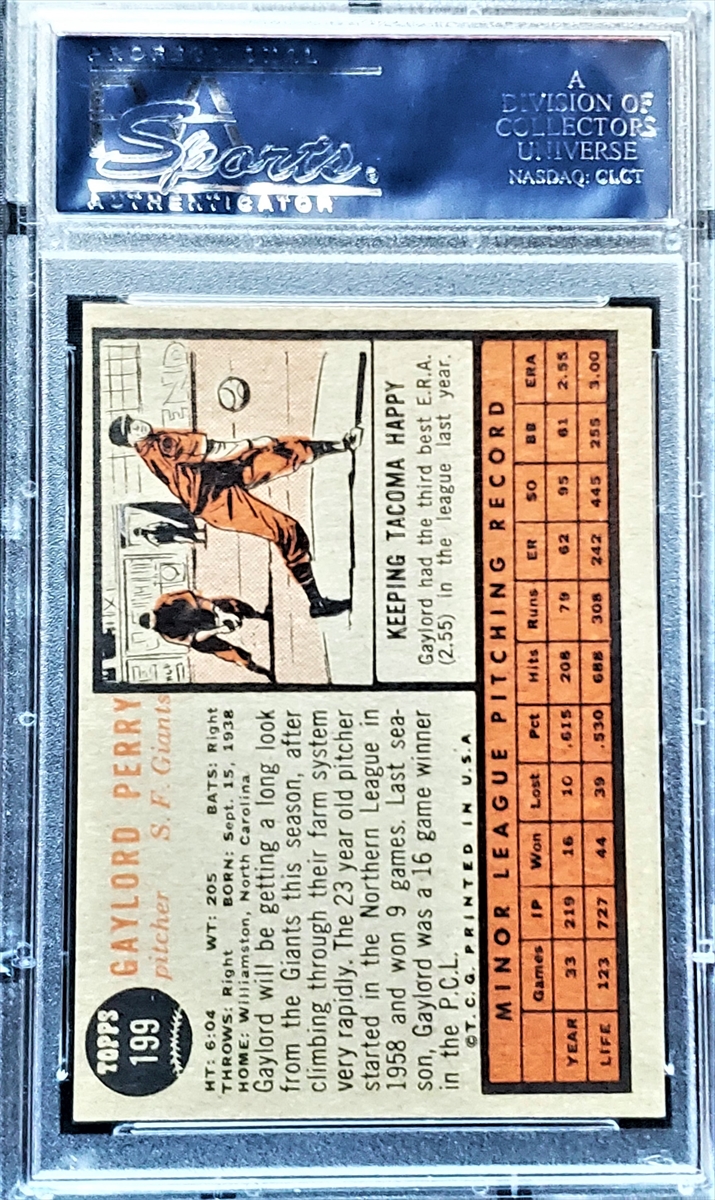 PROFESSIONAL
PSA
Sports®
AUTHENTICATOR
A
DIVISION OF
COLLECTORS
UNIVERSE
NASDAQ: CLCT
TOPPS
199
GAYLORD PERRY
pitcher S. F. Giants
HT: 6:04 WT: 205 BATS: Right
THROWS: Right BORN: Sept. 15, 1938
HOME: Williamston, North Carolina
Gaylord will be getting a long look
from the Giants this season, after
climbing through their farm system
very rapidly. The 23 year old pitcher
started in the Northern League in
1958 and won 9 games. Last sea-
son, Gaylord was a 16 game winner
in the P.C.L.
©T.C.G. PRINTED IN U.S.A
END
KEEPING TACOMA HAPPY
Gaylord had the third best E.R.A.
(2.55) in the league last year.
MINOR LEAGUE PITCHING RECORD
Games IP Won Lost Pct Hits Runs ER SO BB ERA
YEAR 33 219 16 10 .615 208 79 62 95 61 2.55
LIFE 123 727 44 39 .530 688 308 242 445 255 3.00